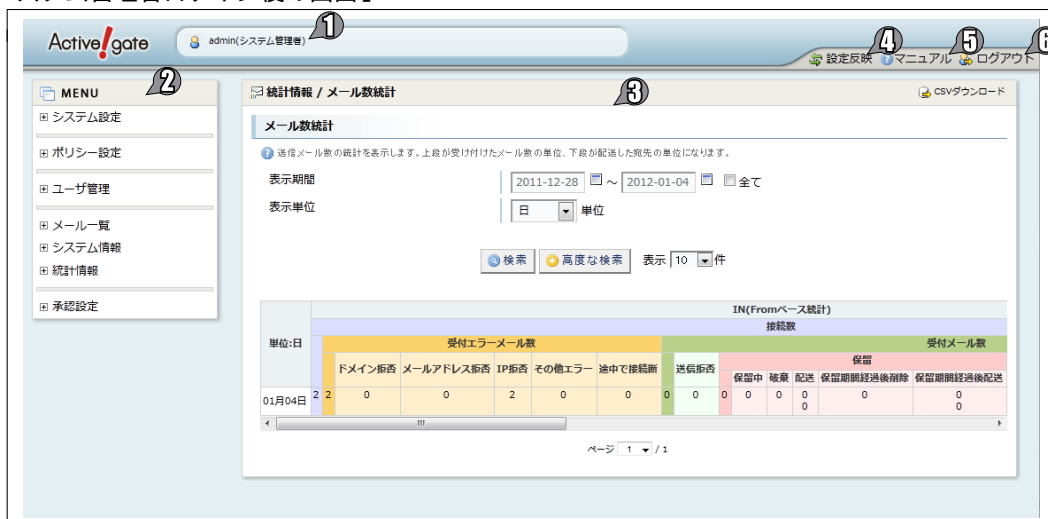 Active!gate
admin(システム管理者)
1
2
3
4
5
6
設定反映
マニュアル
ログアウト
MENU
システム設定
ポリシー設定
ユーザ管理
メール一覧
システム情報
統計情報
承認設定
統計情報 / メール数統計
CSVダウンロード
メール数統計
送信メール数の統計を表示します。上段が受け付けたメール数の単位、下段が配送した宛先の単位になります。
表示期間 2011-12-28 ～ 2012-01-04 全て
表示単位 日 単位
検索 高度な検索 表示 10 件
IN(Fromベース統計)
接続数
単位:日 受付エラーメール数 受付メール数
保留
ドメイン拒否 メールアドレス拒否 IP拒否 その他エラー 途中で接続断 送信拒否
保留中 破棄 配送 保留期間経過後削除 保留期間経過後配送
01月04日 2 2 0 0 2 0 0 0 0 0 0 0 0 0 0
0 0
ページ 1 / 1